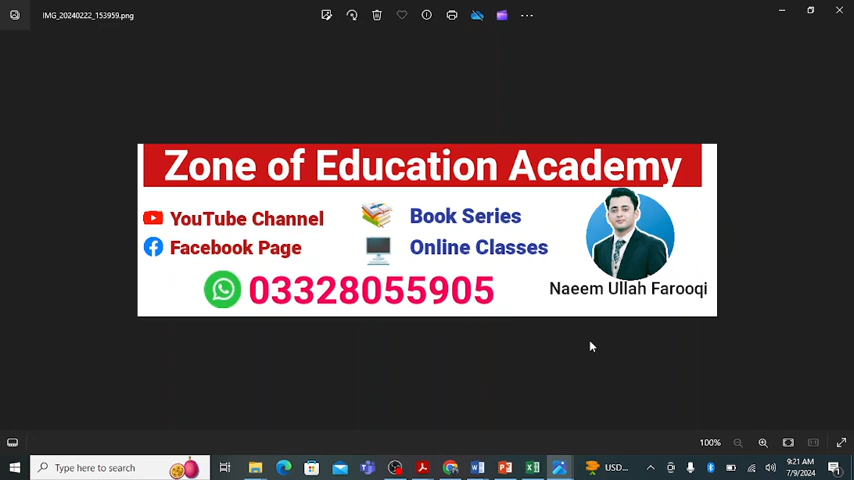 IMG_20240222_153959.png
Zone of Education Academy
YouTube Channel
Book Series
Facebook Page
Online Classes
03328055905
Naeem Ullah Farooqi
100%
Type here to search
USD...
9:21 AM
7/9/2024